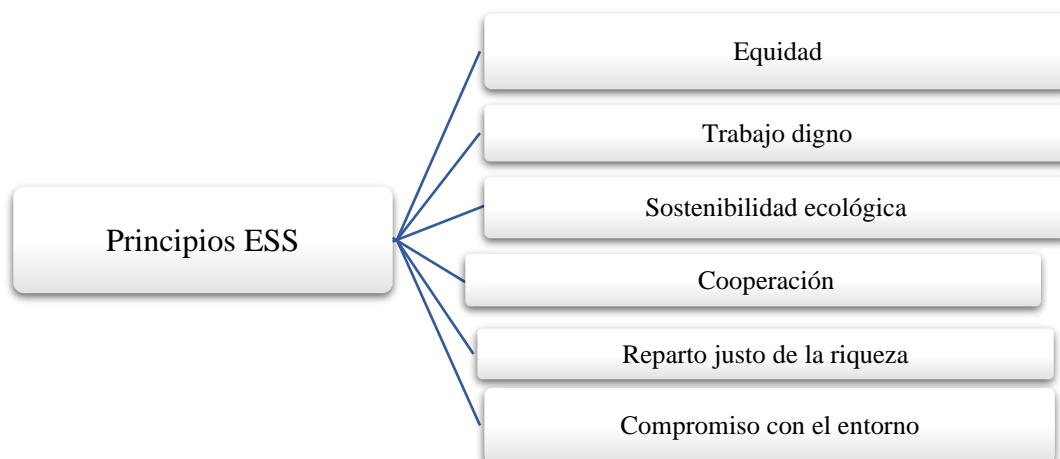 Principios ESS
Equidad
Trabajo digno
Sostenibilidad ecológica
Cooperación
Reparto justo de la riqueza
Compromiso con el entorno